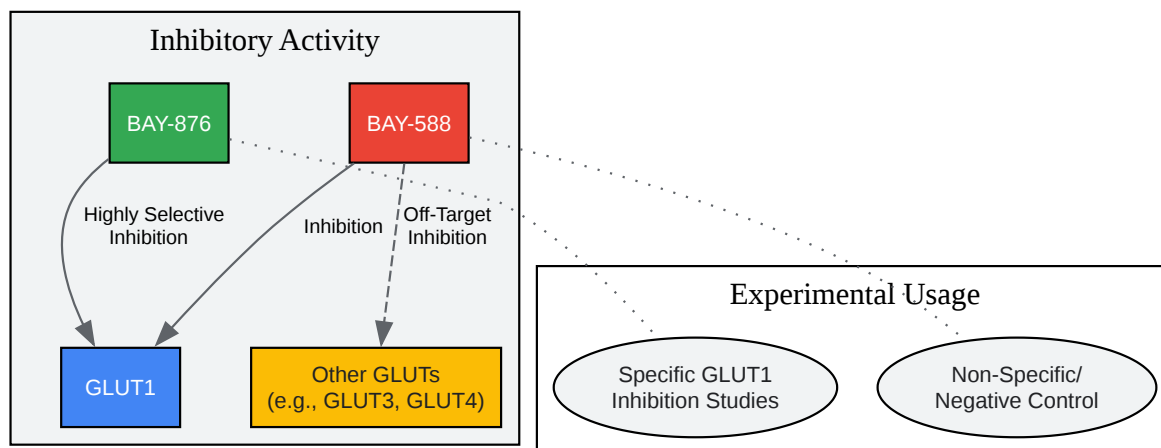 Inhibitory Activity
BAY-876
BAY-588
Highly Selective
Inhibition
Inhibition
Off-Target
Inhibition
GLUT1
Other GLUTs
(e.g., GLUT3, GLUT4)
Experimental Usage
Specific GLUT1
Inhibition Studies
Non-Specific/
Negative Control